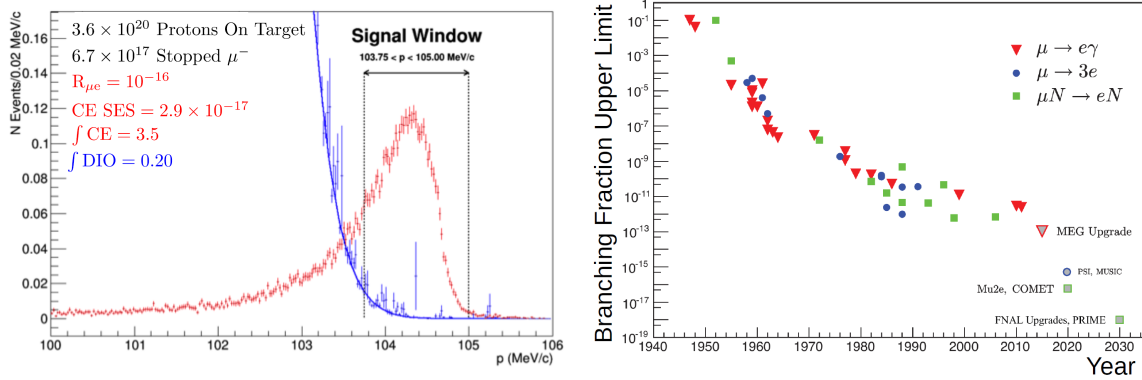 3.6 × 10²⁰ Protons On Target
6.7 × 10¹⁷ Stopped μ⁻
R_μe = 10⁻¹⁶
CE SES = 2.9 × 10⁻¹⁷
∫ CE = 3.5
∫ DIO = 0.20
Signal Window
103.75 < p < 105.00 MeV/c
N Events/0.02 MeV/c
0.16
0.14
0.12
0.1
0.08
0.06
0.04
0.02
0
100 101 102 103 104 105 106
p (MeV/c)
Branching Fraction Upper Limit
10⁻¹
10⁻³
10⁻⁵
10⁻⁷
10⁻⁹
10⁻¹¹
10⁻¹³
10⁻¹⁵
10⁻¹⁷
10⁻¹⁹
μ → eγ
μ → 3e
μN → eN
MEG Upgrade
PSI, MUSIC
Mu2e, COMET
FNAL Upgrades, PRIME
1940 1950 1960 1970 1980 1990 2000 2010 2020 2030
Year